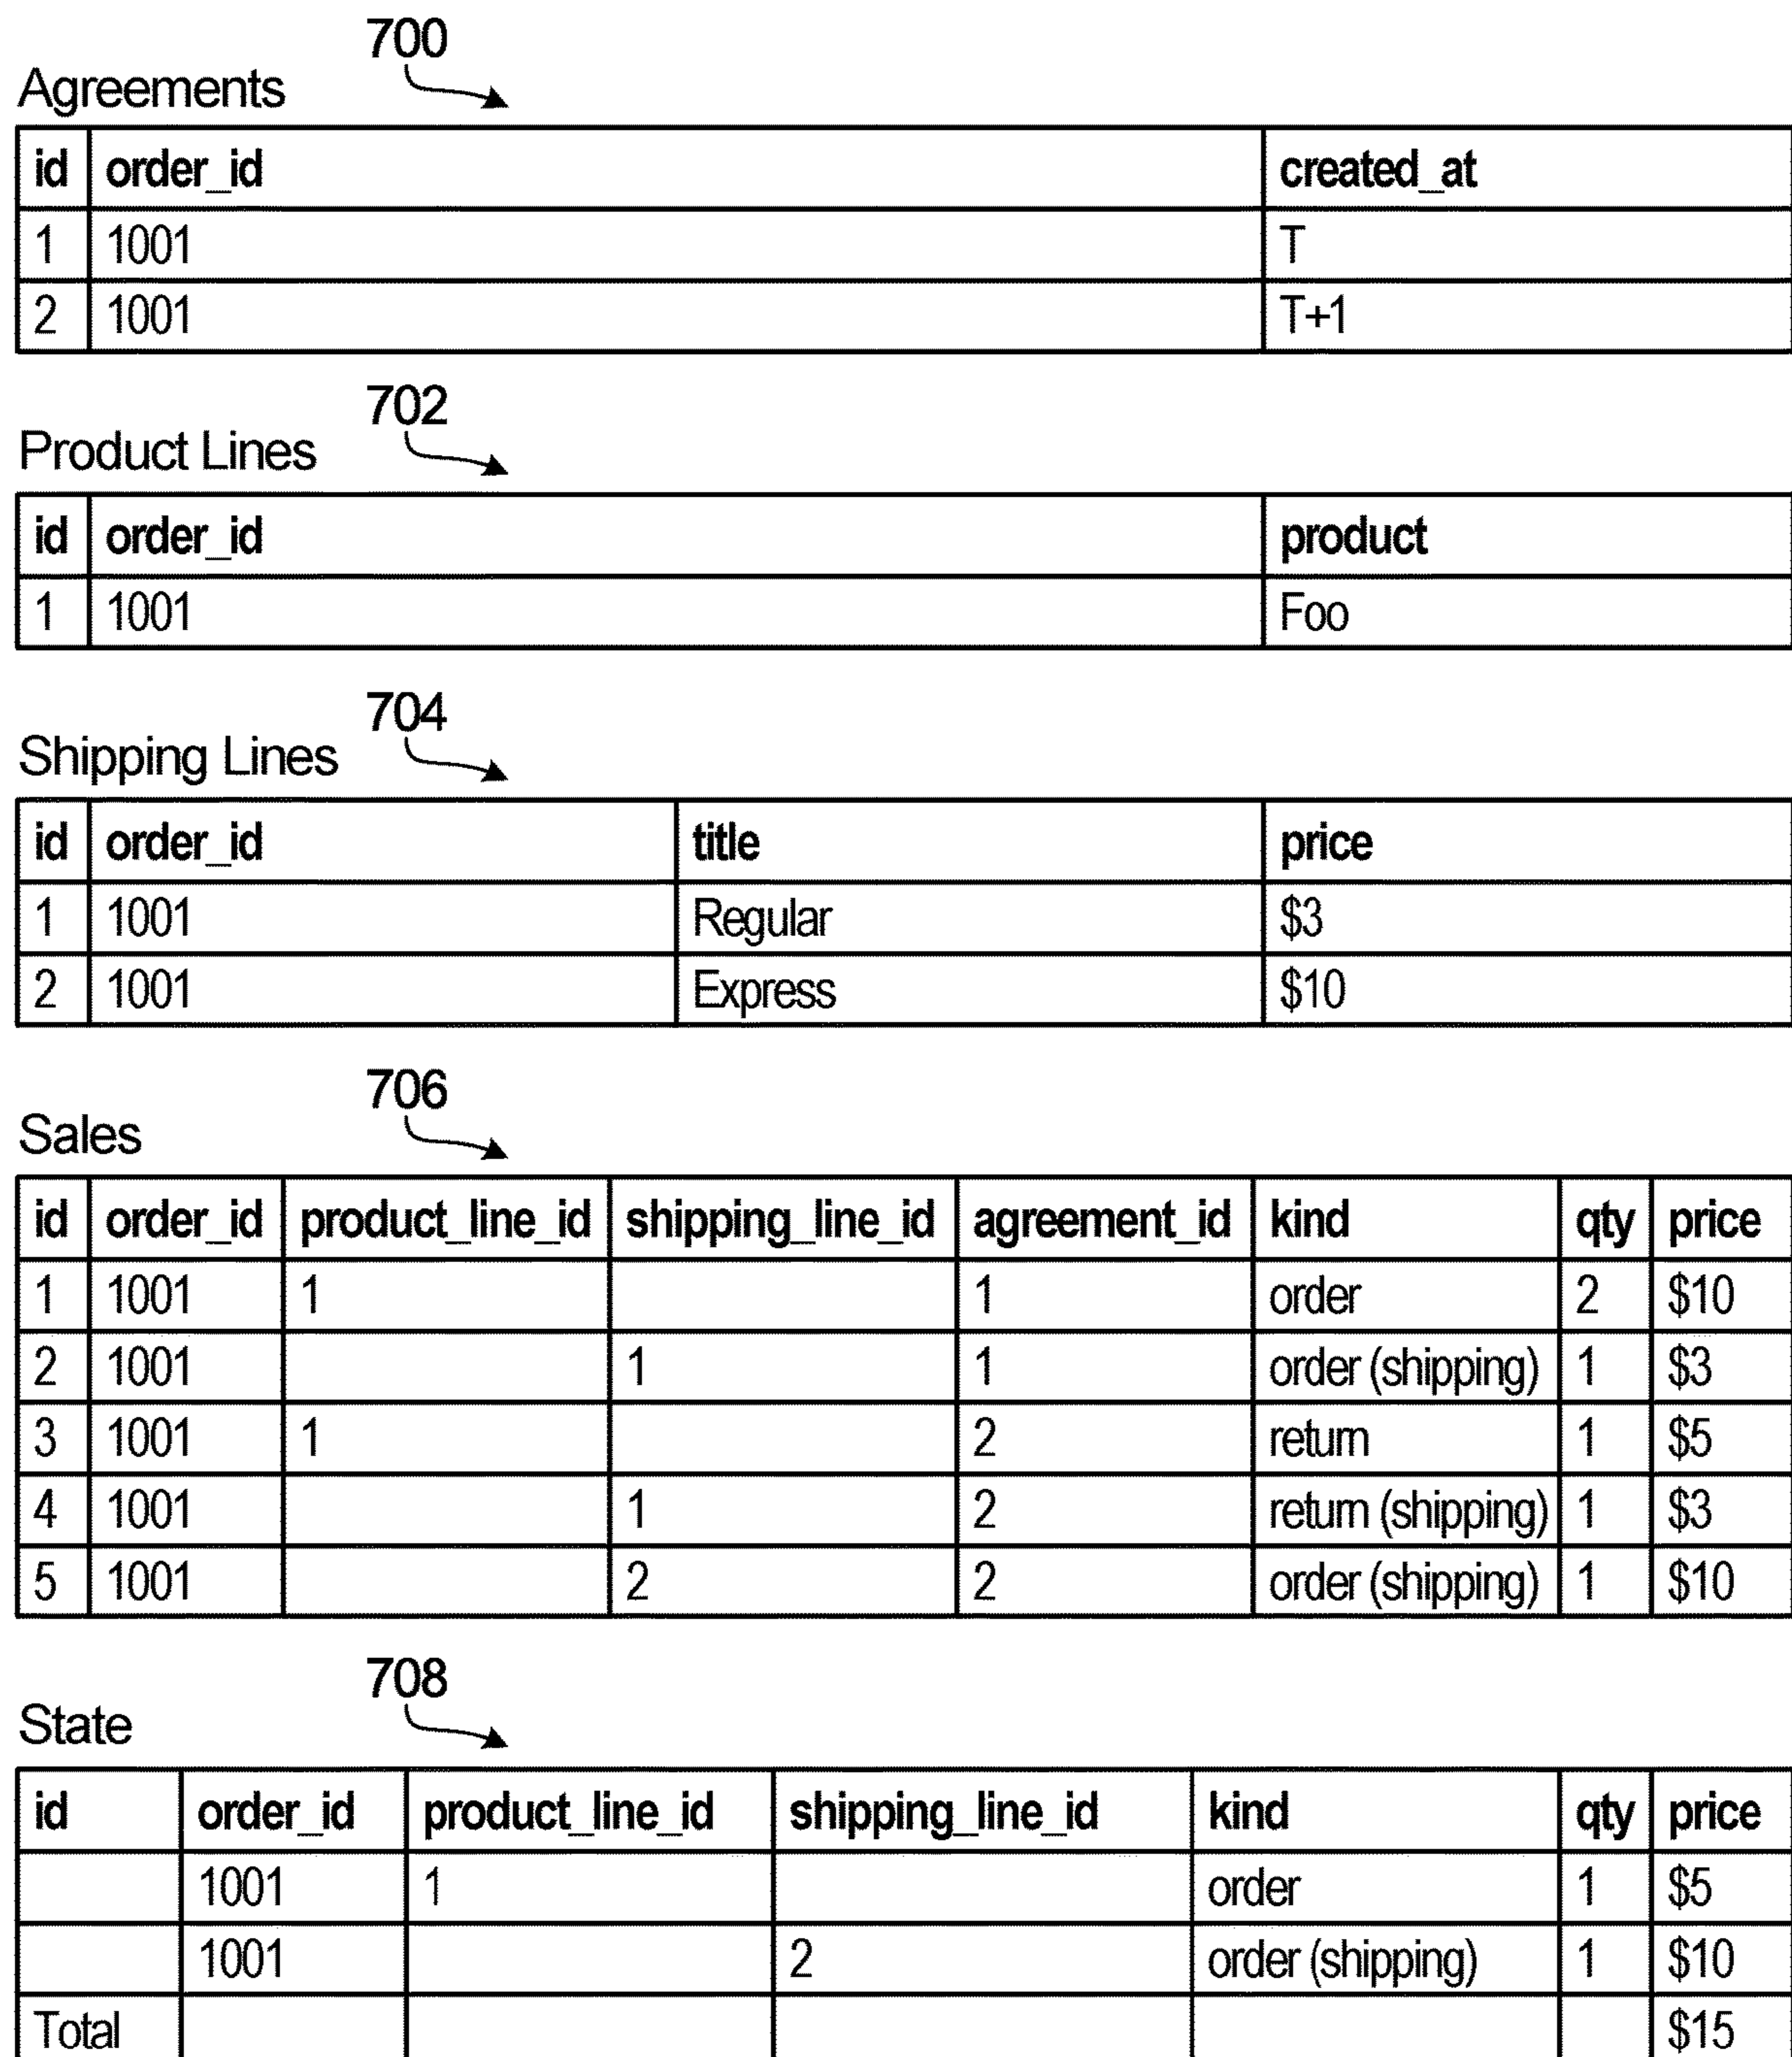 700
Agreements
id order_id created_at
1 1001 T
2 1001 T+1
702
Product Lines
id order_id product
1 1001 Foo
704
Shipping Lines
id order_id title price
1 1001 Regular $3
2 1001 Express $10
706
Sales
id order_id product_line_id shipping_line_id agreement_id kind qty price
1 1001 1 1 order 2 $10
2 1001 1 1 order (shipping) 1 $3
3 1001 1 2 return 1 $5
4 1001 1 2 return (shipping) 1 $3
5 1001 2 2 order (shipping) 1 $10
708
State
id order_id product_line_id shipping_line_id kind qty price
1001 1 order 1 $5
1001 2 order (shipping) 1 $10
Total $15